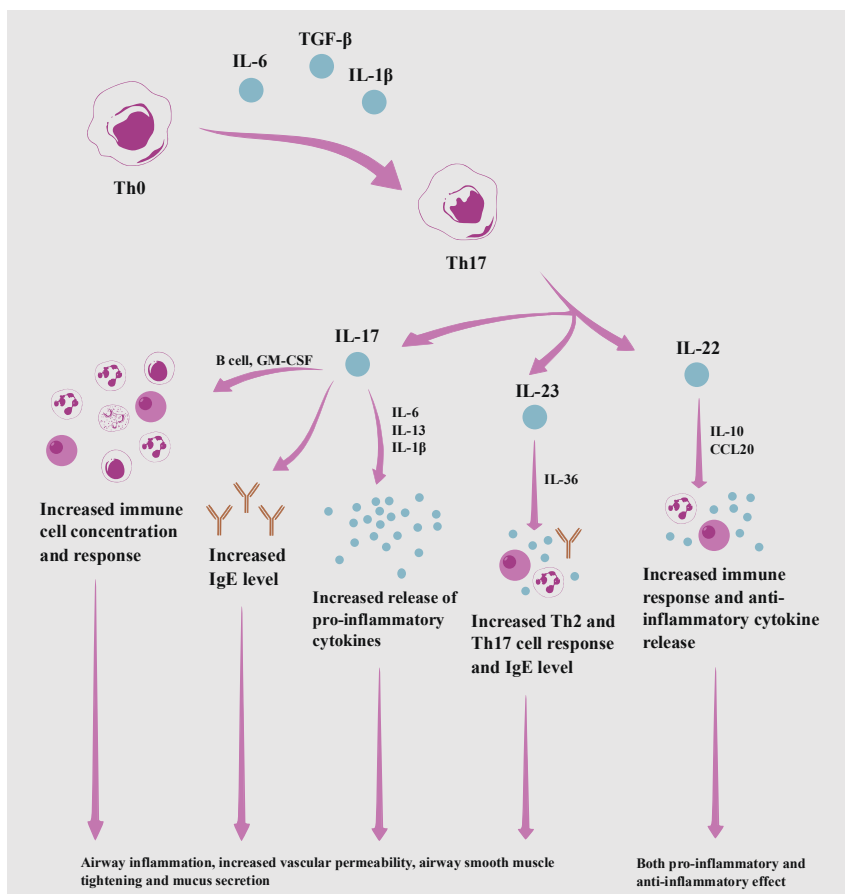 TGF-β
IL-6
IL-1β
Th0
Th17
IL-17
IL-22
B cell, GM-CSF
IL-23
IL-6
IL-13
IL-1β
IL-10
CCL20
IL-36
Increased immune
cell concentration
and response
Increased
IgE level
Increased release of
pro-inflammatory
cytokines
Increased Th2 and
Th17 cell response
and IgE level
Increased immune
response and anti-
inflammatory cytokine
release
Airway inflammation, increased vascular permeability, airway smooth muscle
tightening and mucus secretion
Both pro-inflammatory and
anti-inflammatory effect